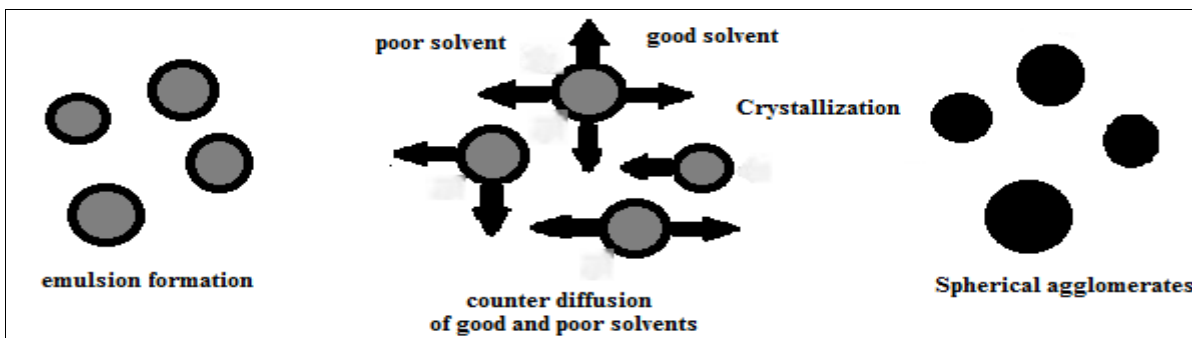 poor solvent
good solvent
Crystallization
emulsion formation
counter diffusion
of good and poor solvents
Spherical agglomerates